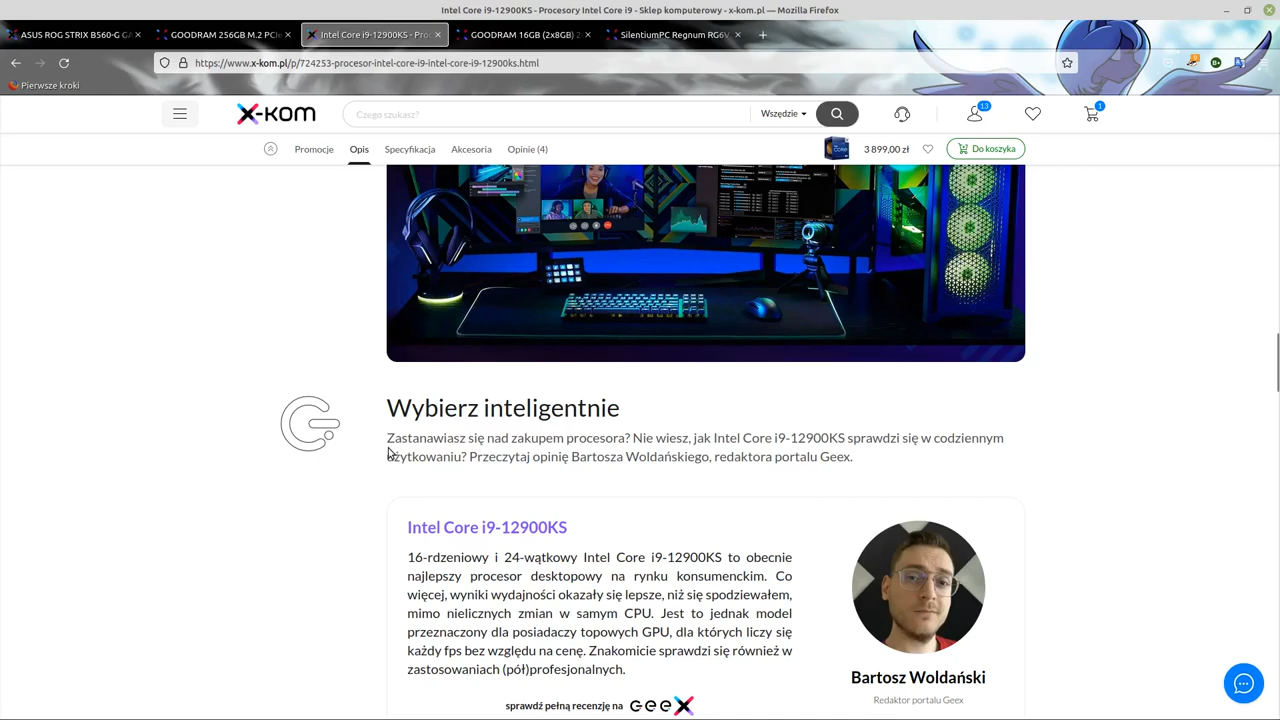 Intel Core i9-12900KS - Procesory Intel Core i9 - Sklep komputerowy - x-kom.pl — Mozilla Firefox
ASUS ROG STRIX B560-G GA
GOODRAM 256GB M.2 PCIe
Intel Core i9-12900KS - Proc
GOODRAM 16GB (2x8GB) 2
SilentiumPC Regnum RG6V
https://www.x-kom.pl/p/724253-procesor-intel-core-i9-intel-core-i9-12900ks.html
Pierwsze kroki
x-kom
Czego szukasz?
Wszędzie
13
1
Promocje
Opis
Specyfikacja
Akcesoria
Opinie (4)
3 899,00 zł
Do koszyka
Wybierz inteligentnie
Zastanawiasz się nad zakupem procesora? Nie wiesz, jak Intel Core i9-12900KS sprawdzi się w codziennym
użytkowaniu? Przeczytaj opinię Bartosza Woldańskiego, redaktora portalu Geex.
Intel Core i9-12900KS
16-rdzeniowy i 24-wątkowy Intel Core i9-12900KS to obecnie
najlepszy procesor desktopowy na rynku konsumenckim. Co
więcej, wyniki wydajności okazały się lepsze, niż się spodziewałem,
mimo nielicznych zmian w samym CPU. Jest to jednak model
przeznaczony dla posiadaczy topowych GPU, dla których liczy się
każdy fps bez względu na cenę. Znakomicie sprawdzi się również w
zastosowaniach (pół)profesjonalnych.
sprawdź pełną recenzję na geex
Bartosz Woldański
Redaktor portalu Geex